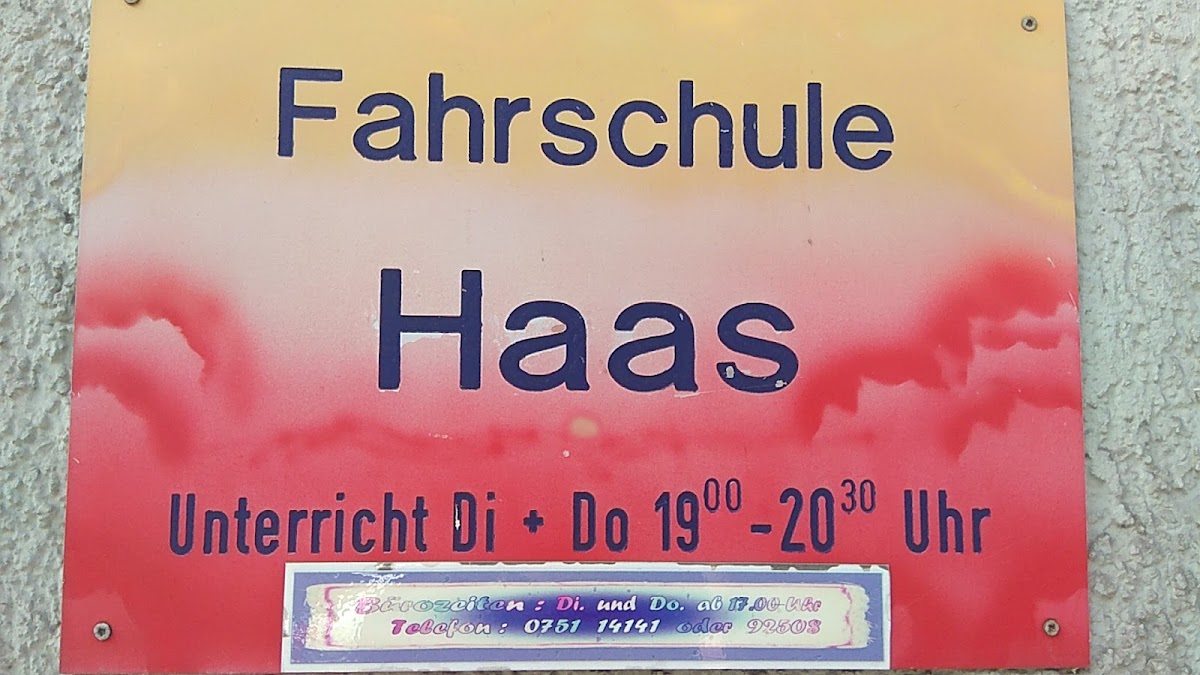 Fahrschule
Haas
Unterricht Di + Do 19⁰⁰ - 20³⁰ Uhr
Bürozeiten : Di. und Do. ab 17.00 Uhr
Telefon : 0751 14141 oder 92508